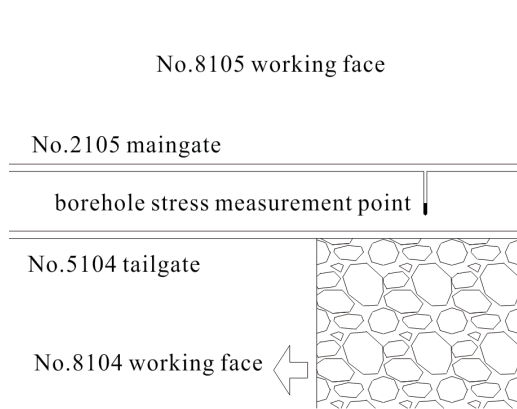 No.8105 working face
No.2105 maingate
borehole stress measurement point
No.5104 tailgate
No.8104 working face